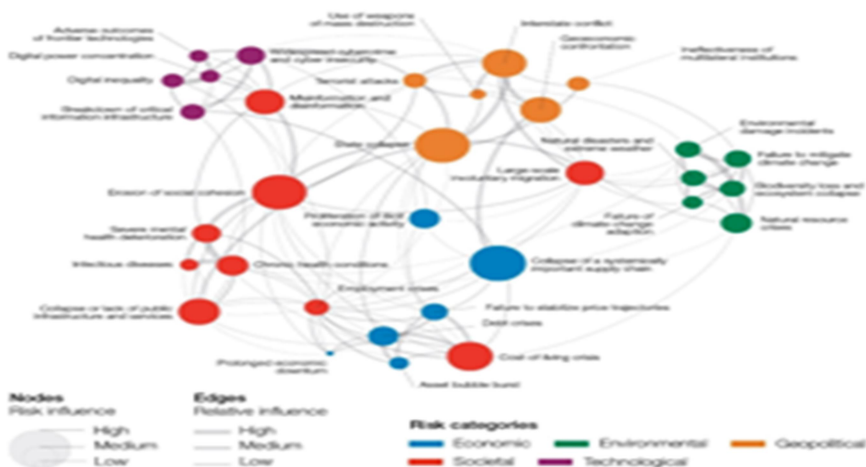 Use of weapons
of mass destruction
Interstate conflict
Adverse outcomes
of frontier technologies
Geoeconomic
confrontation
Digital power concentration
Widespread cybercrime
and cyber insecurity
Ineffectiveness of
multilateral institutions
Digital inequality
Terrorist attacks
Misinformation and
disinformation
Breakdown of critical
information infrastructure
Environmental
damage incidents
State collapse
Natural disasters and
extreme weather
Failure to mitigate
climate change
Large-scale
involuntary migration
Erosion of social cohesion
Biodiversity loss and
ecosystem collapse
Proliferation of illicit
economic activity
Failure of
climate-change
adaption
Natural resource
crises
Severe mental
health deterioration
Infectious diseases
Chronic health conditions
Collapse of a systemically
important supply chain
Employment crises
Collapse or lack of public
infrastructure and services
Failure to stabilize price trajectories
Debt crises
Prolonged economic
downturn
Cost of living crisis
Asset bubble burst
Nodes
Risk influence
High
Medium
Low
Edges
Relative influence
High
Medium
Low
Risk categories
Economic
Environmental
Geopolitical
Societal
Technological